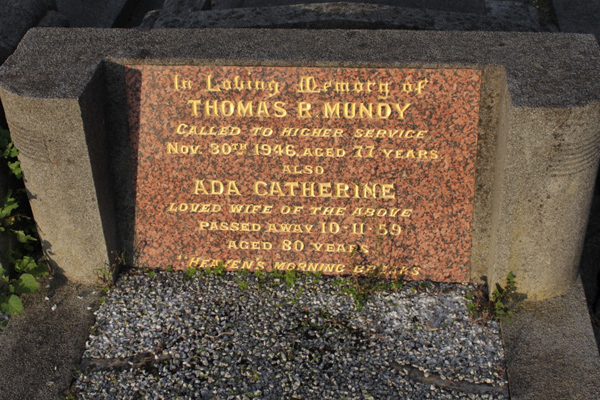 In Loving Memory of
THOMAS R. MUNDY
CALLED TO HIGHER SERVICE
NOV. 30TH 1946, AGED 77 YEARS
ALSO
ADA CATHERINE
LOVED WIFE OF THE ABOVE
PASSED AWAY 10-11-59
AGED 80 YEARS
"HEAVEN'S MORNING BREAKS